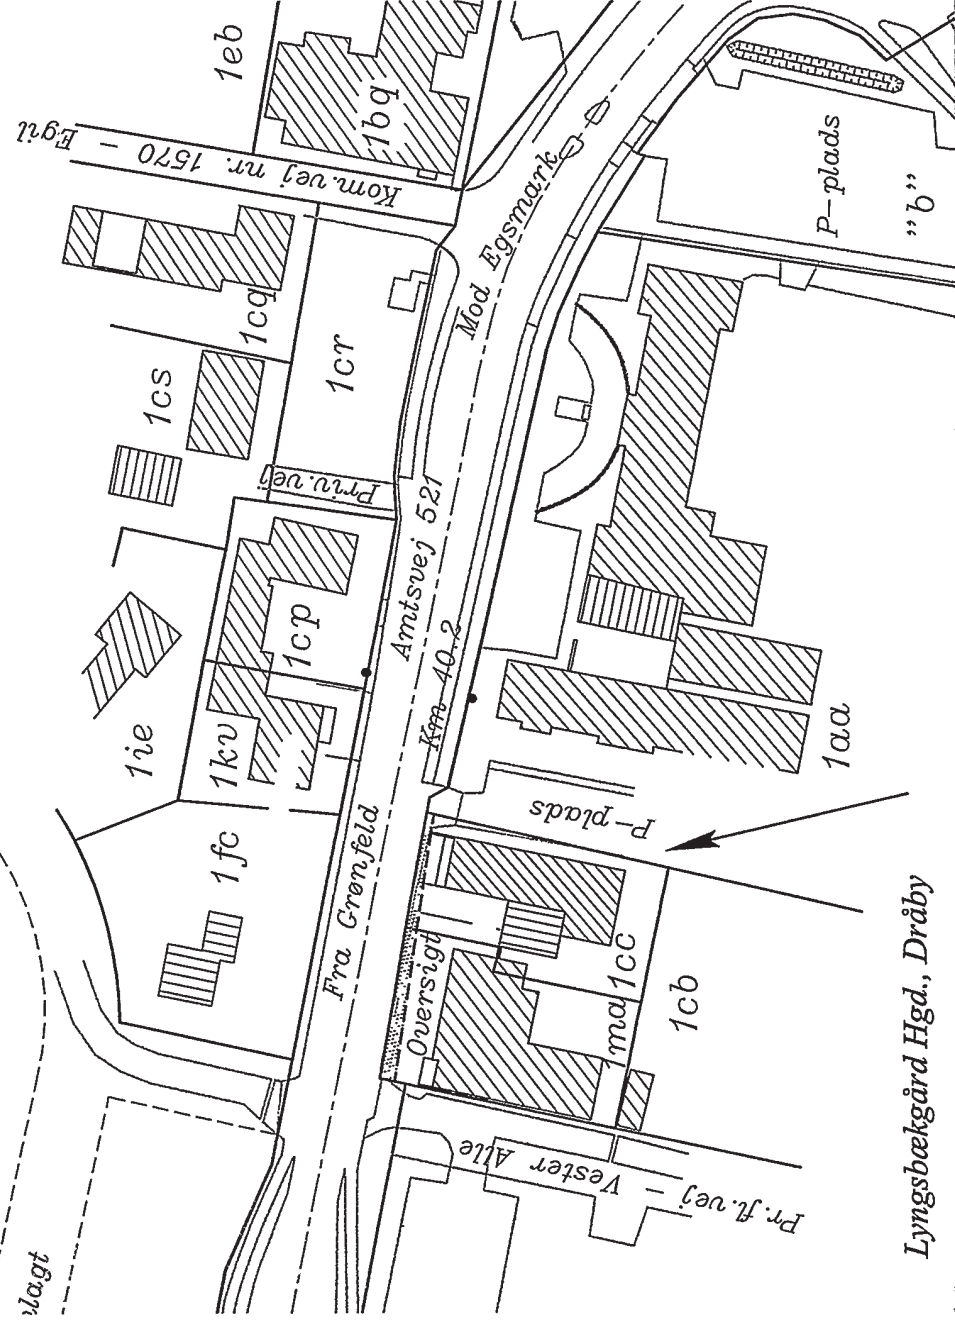 1eb
1bq
Kom.vej nr. 1570 - Egil
1cq
1cs
1cr
Priv.vej
Mod Egsmark
P-plads
"b"
1cp
1ie
1kv
1fc
Amtsvej 521
Km 40.2
Fra Grønfeld
1aa
P-plads
Oversigt
1cc
1ma
1cb
Pr.fl.vej - Vester Alle
Lyngsbækgård Hgd., Dråby